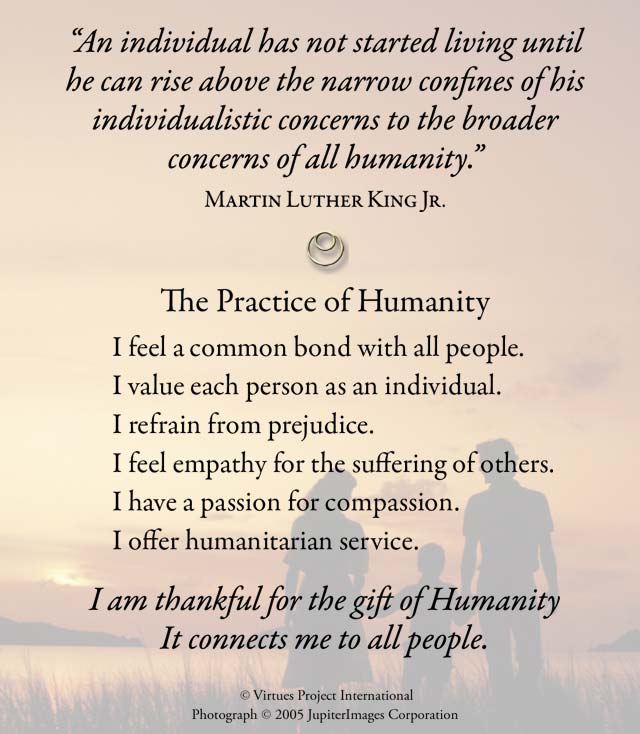 “An individual has not started living until
he can rise above the narrow confines of his
individualistic concerns to the broader
concerns of all humanity.”
Martin Luther King Jr.
The Practice of Humanity
I feel a common bond with all people.
I value each person as an individual.
I refrain from prejudice.
I feel empathy for the suffering of others.
I have a passion for compassion.
I offer humanitarian service.
I am thankful for the gift of Humanity
It connects me to all people.
© Virtues Project International
Photograph © 2005 JupiterImages Corporation